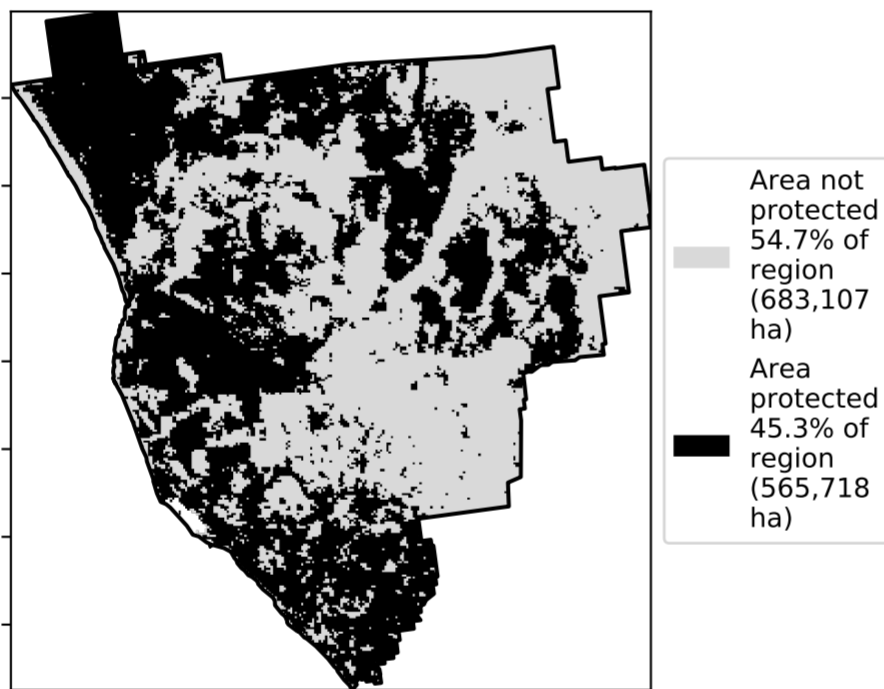 Area not
protected
54.7% of
region
(683,107
ha)
Area
protected
45.3% of
region
(565,718
ha)